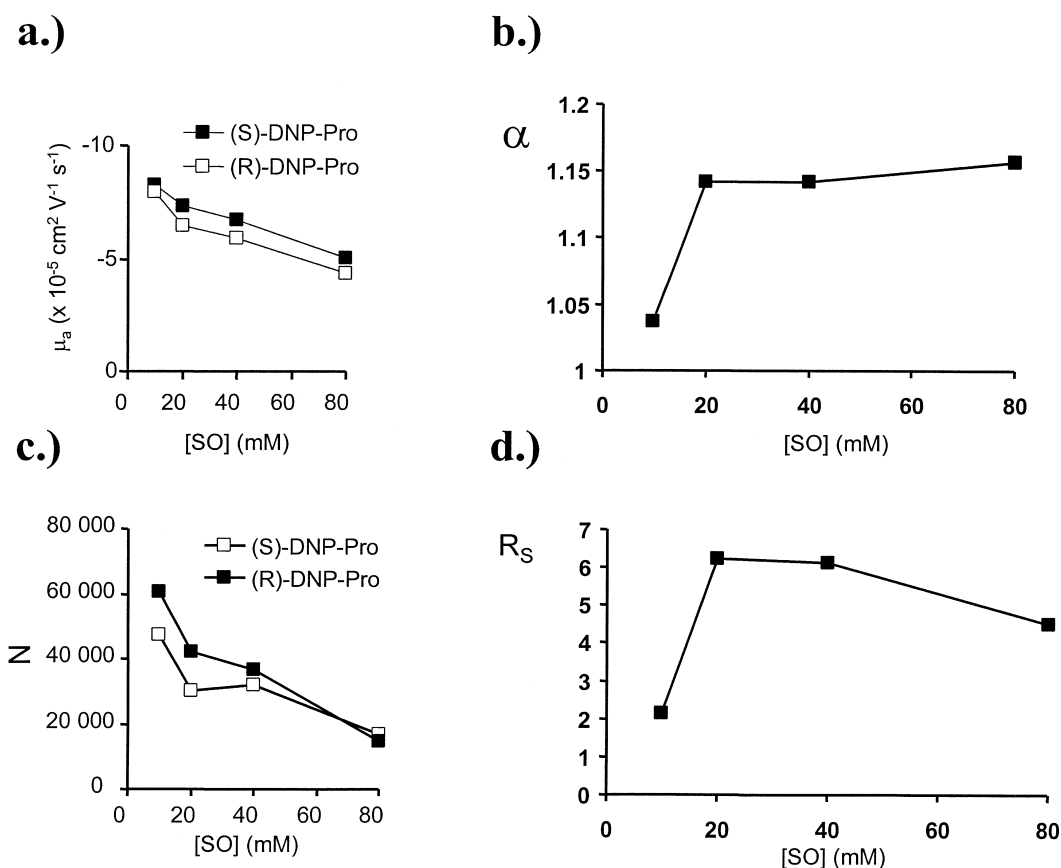 a.)
(S)-DNP-Pro
(R)-DNP-Pro
μa (x 10-5 cm2 V-1 s-1)
-10
-5
0
0 20 40 60 80
[SO] (mM)
b.)
α
1.2
1.15
1.1
1.05
1
0 20 40 60 80
[SO] (mM)
c.)
(S)-DNP-Pro
(R)-DNP-Pro
N
80 000
60 000
40 000
20 000
0
0 20 40 60 80
[SO] (mM)
d.)
RS
7
6
5
4
3
2
1
0
0 20 40 60 80
[SO] (mM)